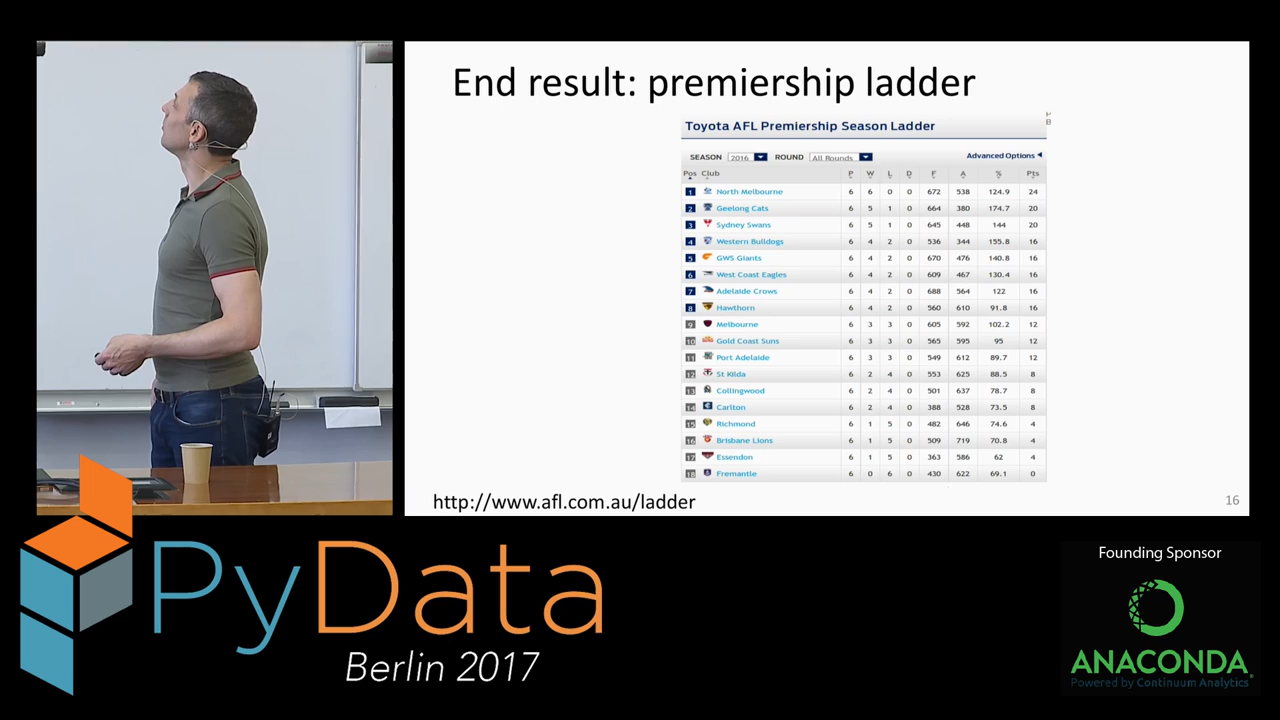 End result: premiership ladder
Toyota AFL Premiership Season Ladder
SEASON 2016 ROUND All Rounds Advanced Options
Pos Club P W L D F A % Pts
1 North Melbourne 6 6 0 0 672 538 124.9 24
2 Geelong Cats 6 5 1 0 664 380 174.7 20
3 Sydney Swans 6 5 1 0 645 448 144 20
4 Western Bulldogs 6 4 2 0 536 344 155.8 16
5 GWS Giants 6 4 2 0 670 476 140.8 16
6 West Coast Eagles 6 4 2 0 609 467 130.4 16
7 Adelaide Crows 6 4 2 0 688 564 122 16
8 Hawthorn 6 4 2 0 560 610 91.8 16
9 Melbourne 6 3 3 0 605 592 102.2 12
10 Gold Coast Suns 6 3 3 0 565 595 95 12
11 Port Adelaide 6 3 3 0 549 612 89.7 12
12 St Kilda 6 2 4 0 553 625 88.5 8
13 Collingwood 6 2 4 0 501 637 78.7 8
14 Carlton 6 2 4 0 388 528 73.5 8
15 Richmond 6 1 5 0 482 646 74.6 4
16 Brisbane Lions 6 1 5 0 509 719 70.8 4
17 Essendon 6 1 5 0 363 586 62 4
18 Fremantle 6 0 6 0 430 622 69.1 0
http://www.afl.com.au/ladder
16
PyData
Berlin 2017
Founding Sponsor
ANACONDA
Powered by Continuum Analytics